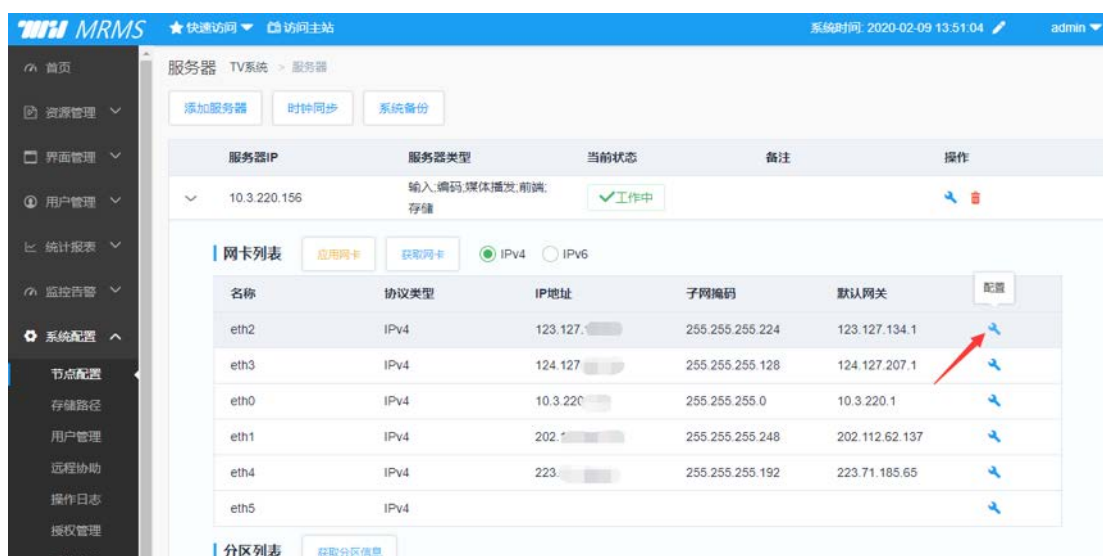 MRMS
快速访问
访问主站
系统时间: 2020-02-09 13:51:04
admin
首页
资源管理
界面管理
用户管理
统计报表
监控告警
系统配置
节点配置
存储路径
用户管理
远程协助
操作日志
授权管理
服务器 TV系统 > 服务器
添加服务器 时钟同步 系统备份
服务器IP 服务器类型 当前状态 备注 操作
10.3.220.156 输入;编码;媒体播发;前端; 工作中
存储
网卡列表 应用网卡 获取网卡 IPv4 IPv6
名称 协议类型 IP地址 子网掩码 默认网关 配置
eth2 IPv4 123.127. 255.255.255.224 123.127.134.1
eth3 IPv4 124.127 255.255.255.128 124.127.207.1
eth0 IPv4 10.3.220 255.255.255.0 10.3.220.1
eth1 IPv4 202. 255.255.255.248 202.112.62.137
eth4 IPv4 223. 255.255.255.192 223.71.185.65
eth5 IPv4
分区列表 获取分区信息